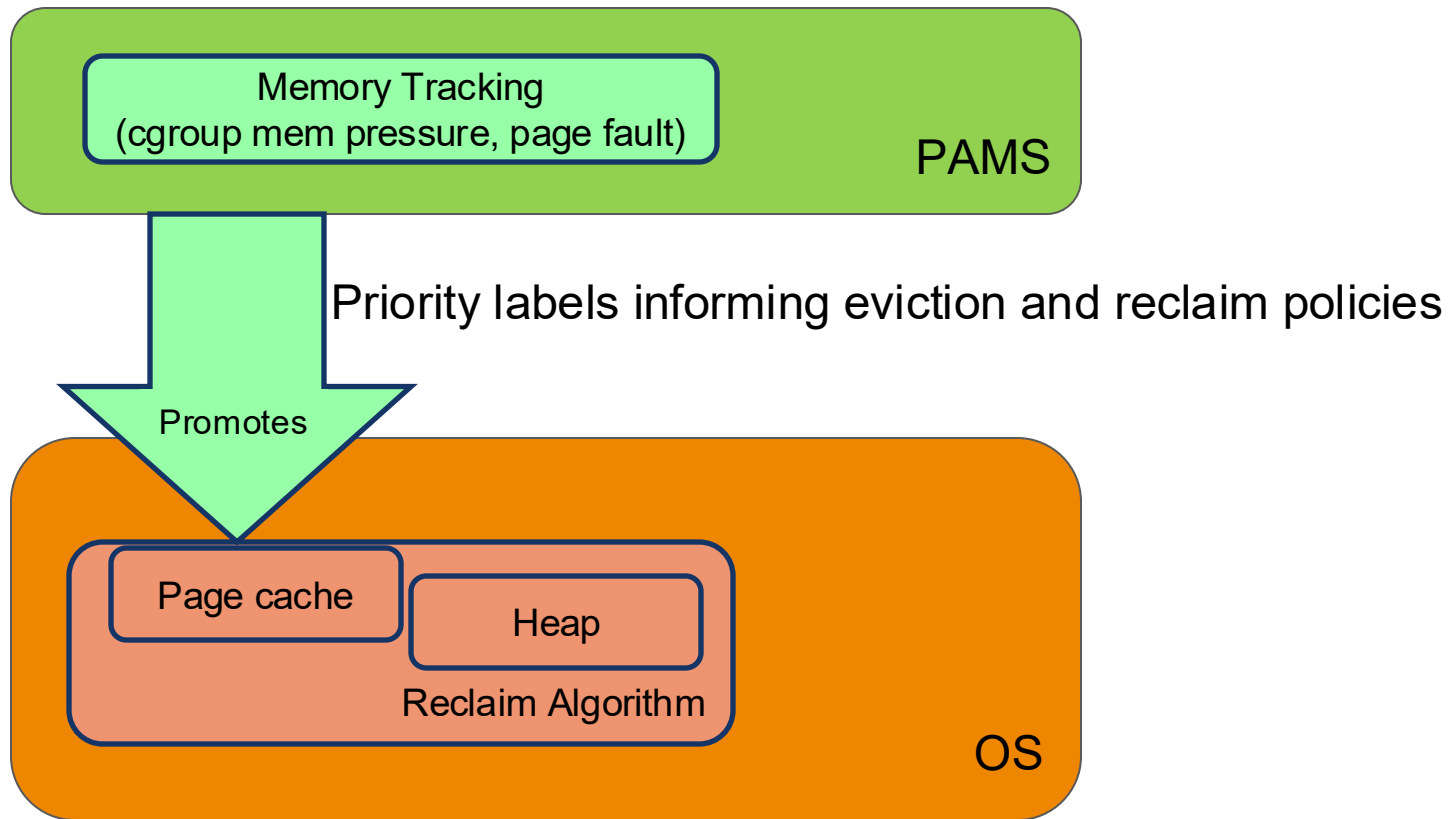 Memory Tracking
(cgroup mem pressure, page fault)
PAMS
Priority labels informing eviction and reclaim policies
Promotes
Page cache
Heap
Reclaim Algorithm
OS